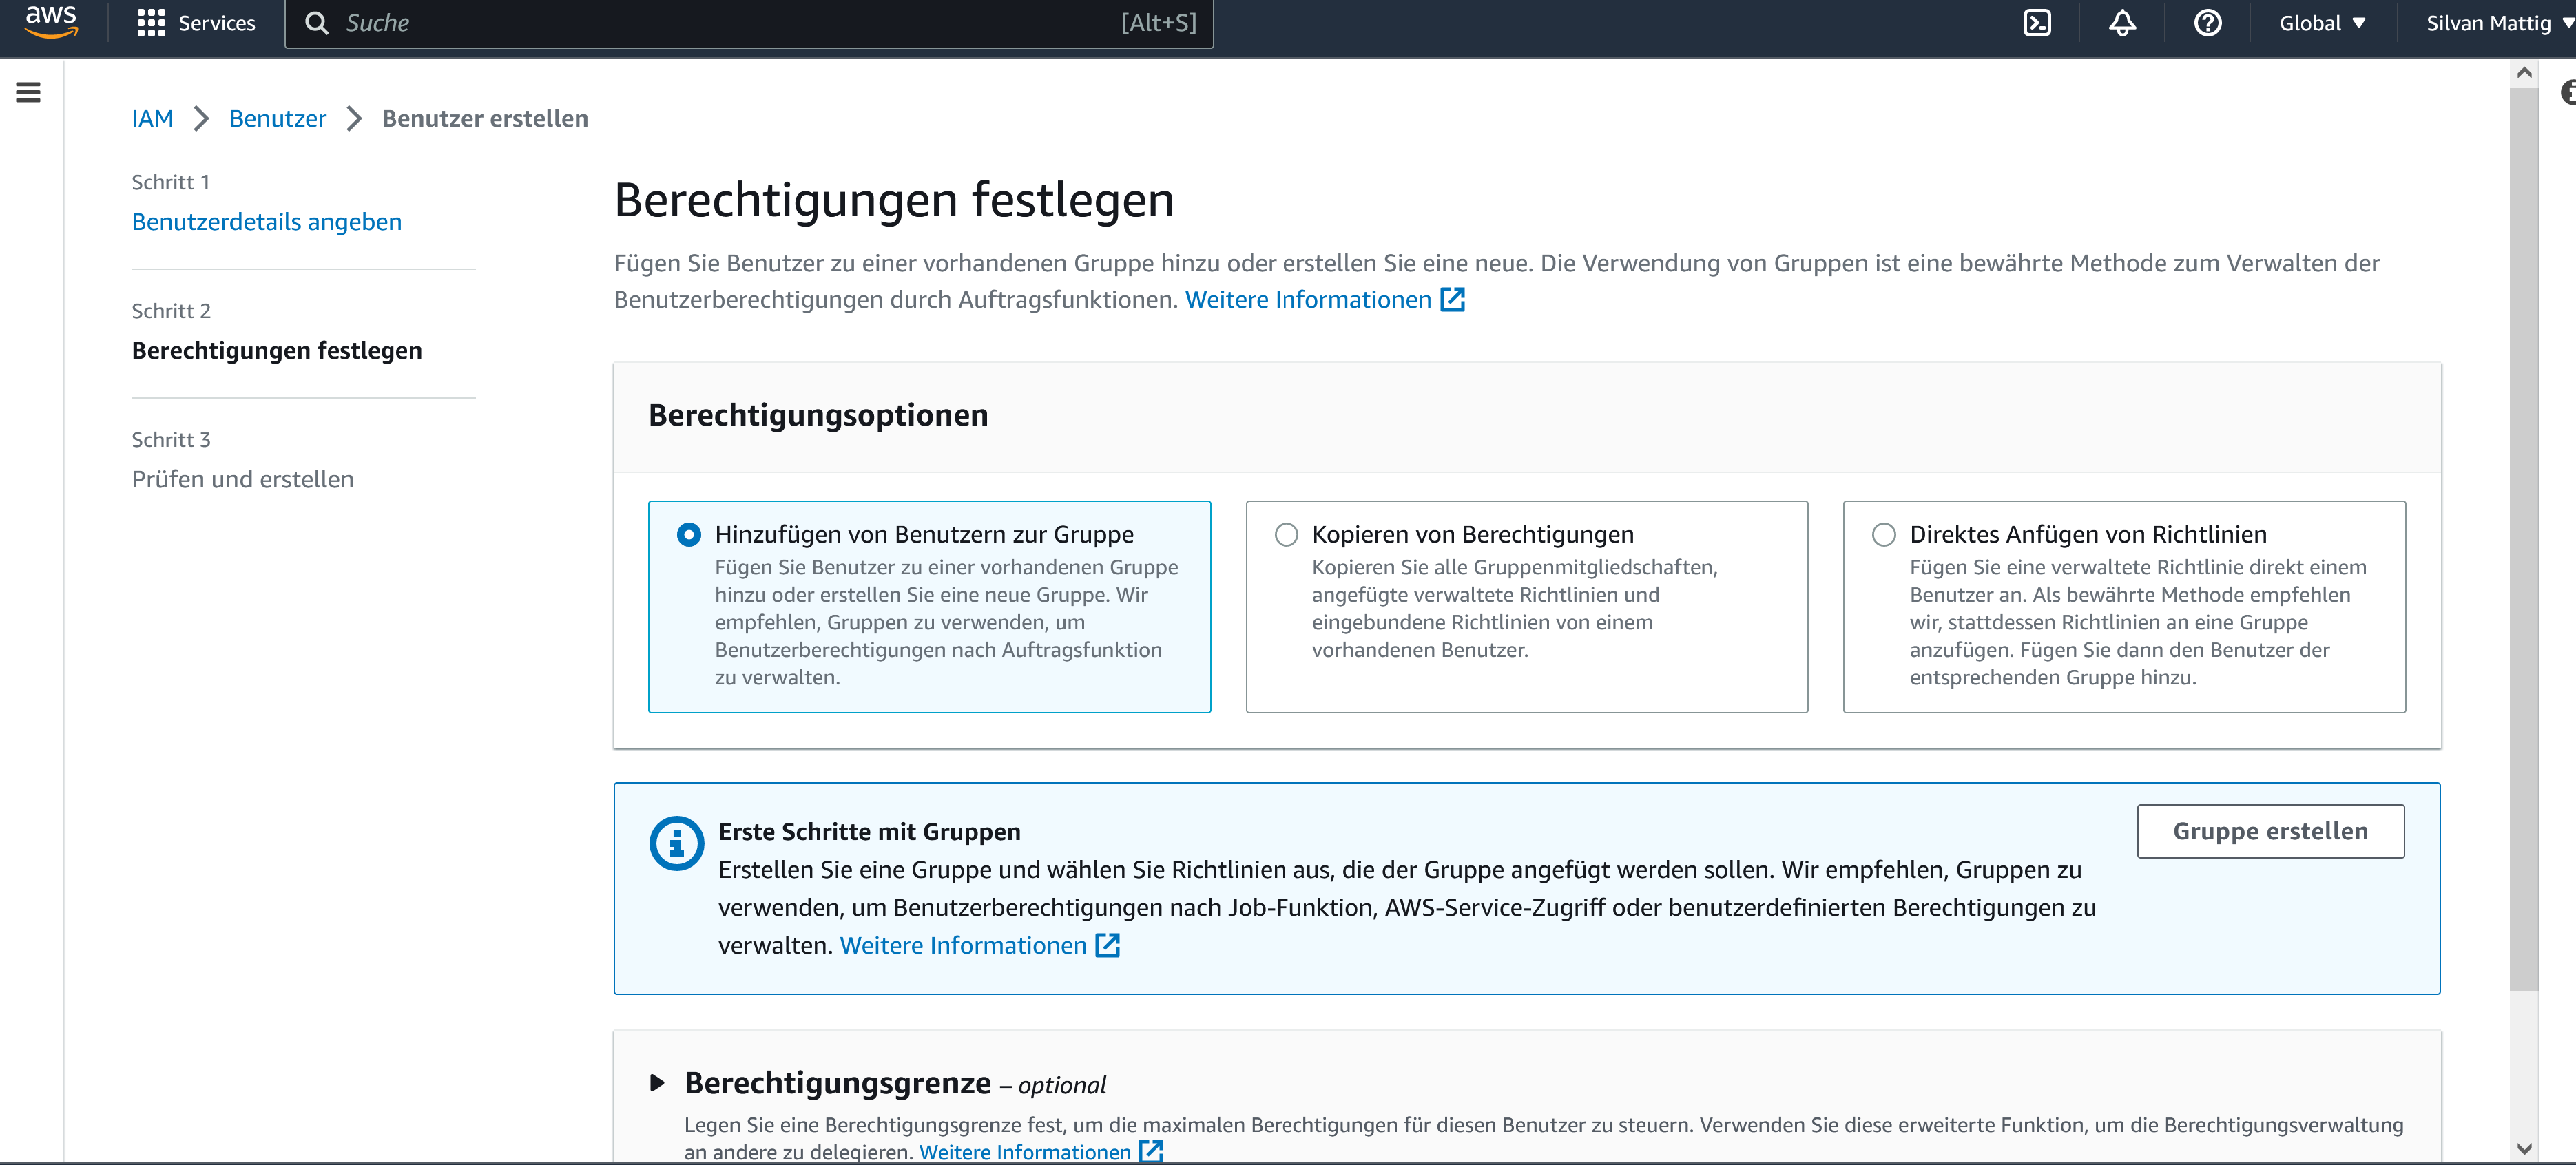 aws
Services
Suche
[Alt+S]
Global
Silvan Mattig
IAM
Benutzer
Benutzer erstellen
Schritt 1
Benutzerdetails angeben
Schritt 2
Berechtigungen festlegen
Schritt 3
Prüfen und erstellen
Berechtigungen festlegen
Fügen Sie Benutzer zu einer vorhandenen Gruppe hinzu oder erstellen Sie eine neue. Die Verwendung von Gruppen ist eine bewährte Methode zum Verwalten der
Benutzerberechtigungen durch Auftragsfunktionen. Weitere Informationen
Berechtigungsoptionen
Hinzufügen von Benutzern zur Gruppe
Fügen Sie Benutzer zu einer vorhandenen Gruppe
hinzu oder erstellen Sie eine neue Gruppe. Wir
empfehlen, Gruppen zu verwenden, um
Benutzerberechtigungen nach Auftragsfunktion
zu verwalten.
Kopieren von Berechtigungen
Kopieren Sie alle Gruppenmitgliedschaften,
angefügte verwaltete Richtlinien und
eingebundene Richtlinien von einem
vorhandenen Benutzer.
Direktes Anfügen von Richtlinien
Fügen Sie eine verwaltete Richtlinie direkt einem
Benutzer an. Als bewährte Methode empfehlen
wir, stattdessen Richtlinien an eine Gruppe
anzufügen. Fügen Sie dann den Benutzer der
entsprechenden Gruppe hinzu.
Erste Schritte mit Gruppen
Erstellen Sie eine Gruppe und wählen Sie Richtlinien aus, die der Gruppe angefügt werden sollen. Wir empfehlen, Gruppen zu
verwenden, um Benutzerberechtigungen nach Job-Funktion, AWS-Service-Zugriff oder benutzerdefinierten Berechtigungen zu
verwalten. Weitere Informationen
Gruppe erstellen
Berechtigungsgrenze – optional
Legen Sie eine Berechtigungsgrenze fest, um die maximalen Berechtigungen für diesen Benutzer zu steuern. Verwenden Sie diese erweiterte Funktion, um die Berechtigungsverwaltung
an andere zu delegieren. Weitere Informationen